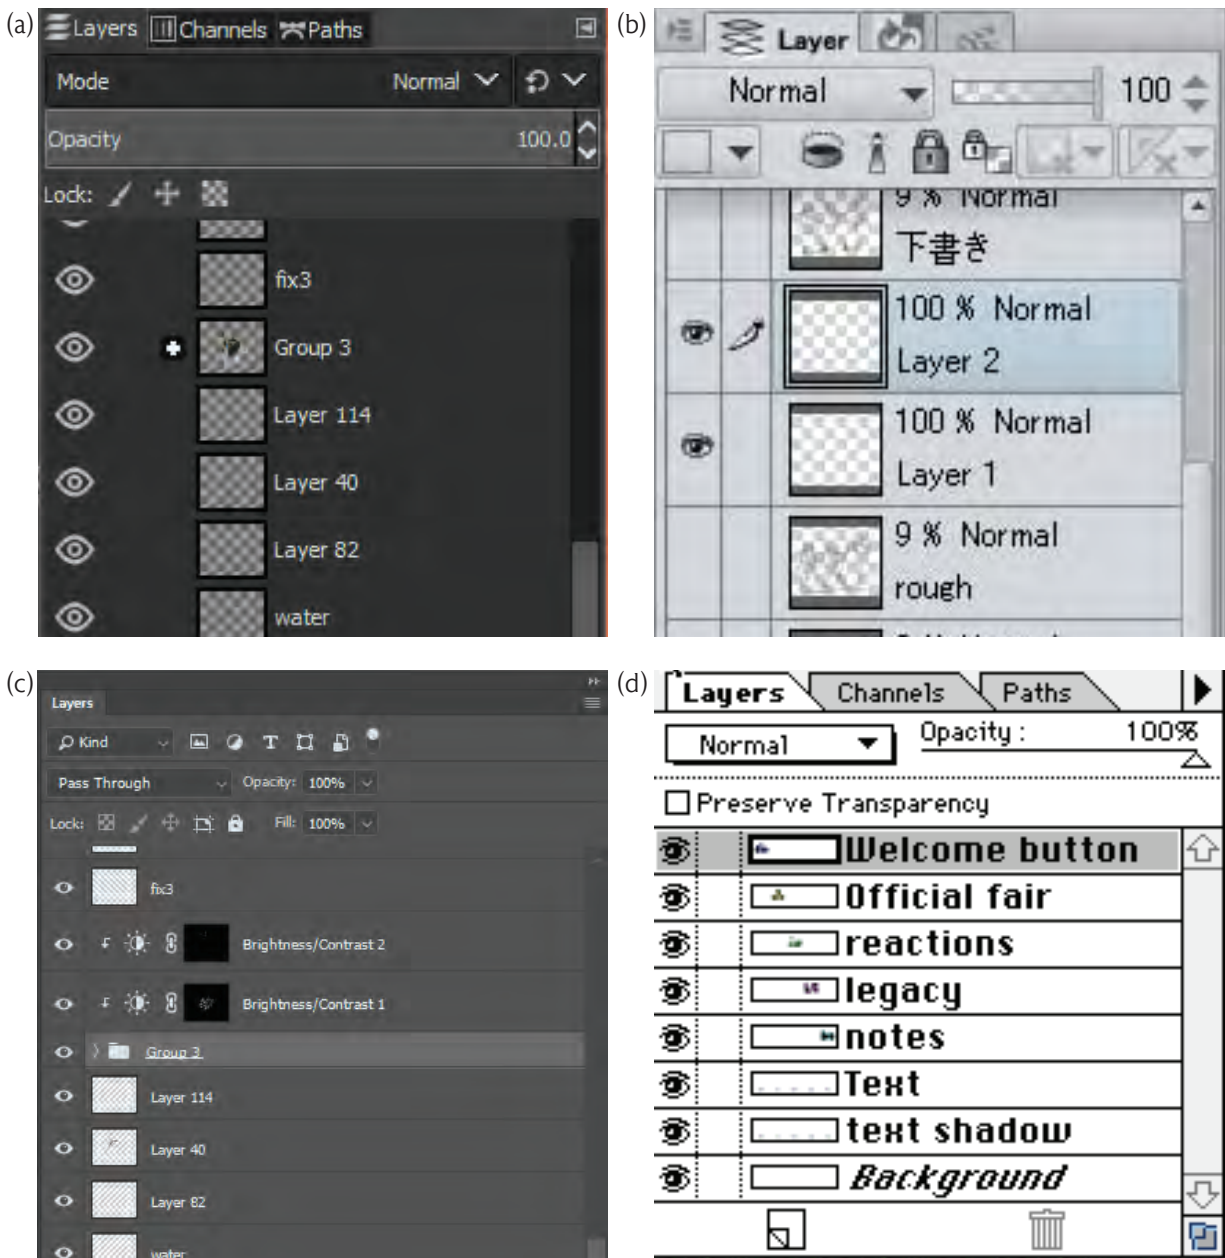 (a)
Layers Channels Paths
Mode Normal
Opacity 100.0
Lock:
fix3
Group 3
Layer 114
Layer 40
Layer 82
water
(b)
Layer
Normal 100
9 % Normal
下書き
100 % Normal
Layer 2
100 % Normal
Layer 1
9 % Normal
rough
(c)
Layers
Kind
Pass Through Opacity: 100%
Lock: Fill: 100%
fix3
Brightness/Contrast 2
Brightness/Contrast 1
Group 3
Layer 114
Layer 40
Layer 82
water
(d)
Layers Channels Paths
Normal Opacity: 100%
Preserve Transparency
Welcome button
Official fair
reactions
legacy
notes
Text
text shadow
Background